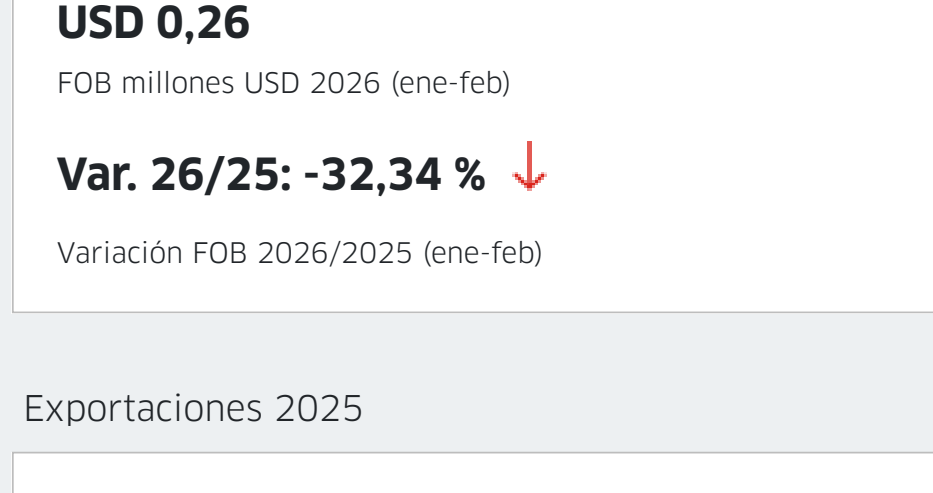 USD 0,26
FOB millones USD 2026 (ene-feb)
Var. 26/25: -32,34 %
Variación FOB 2026/2025 (ene-feb)
Exportaciones 2025